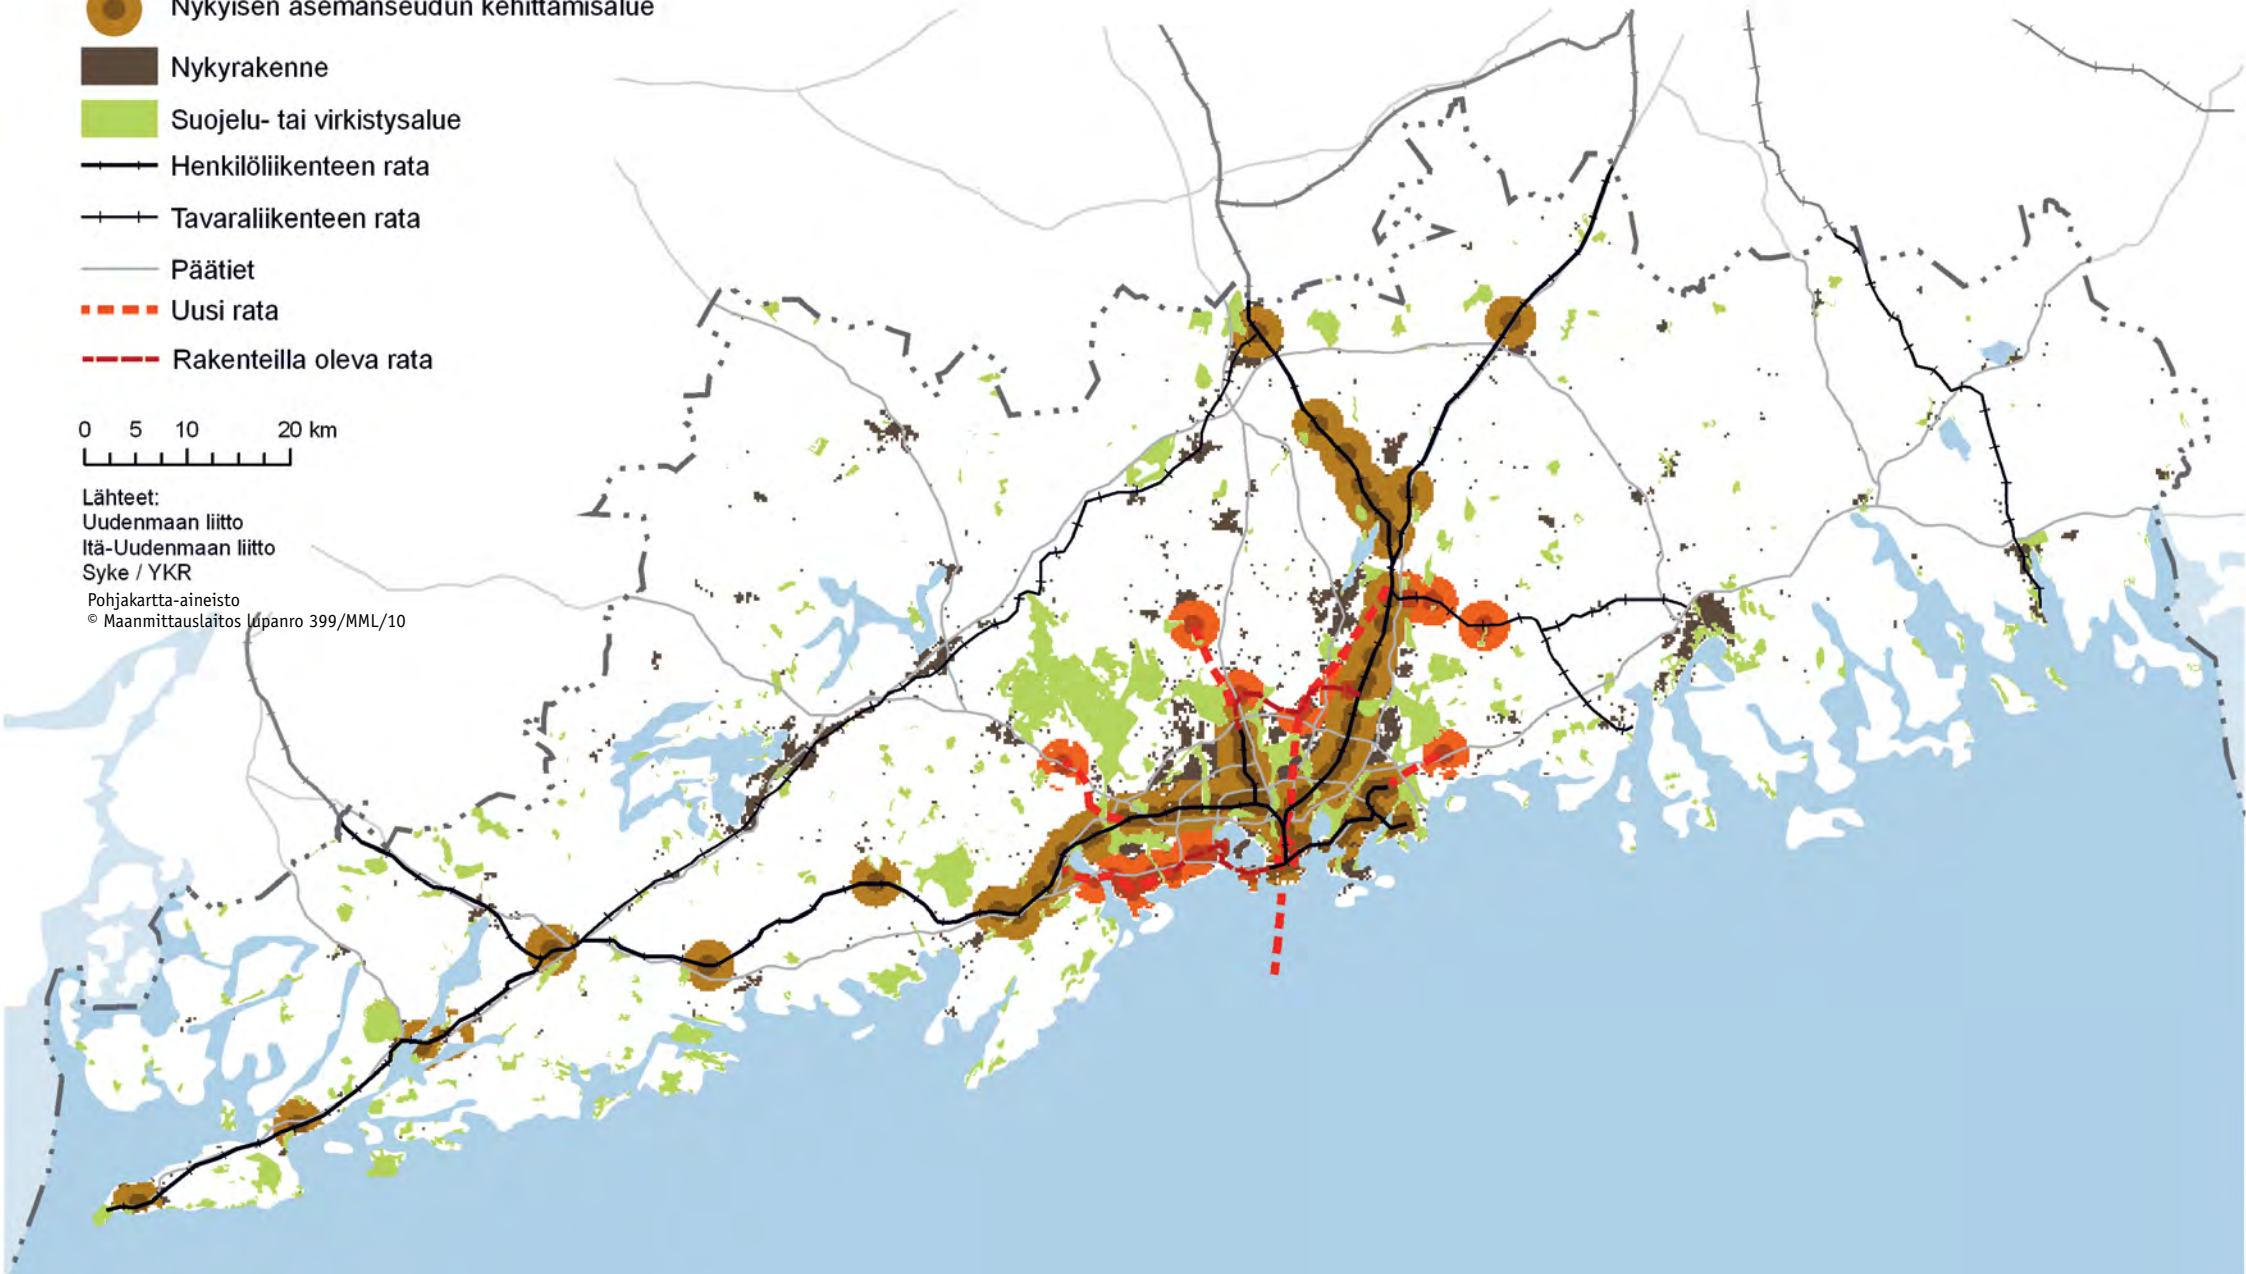 Nykyisen asemanseudun kehittämisalue
Nykyrakenne
Suojelu- tai virkistysalue
Henkilöliikenteen rata
Tavaraliikenteen rata
Päätiet
Uusi rata
Rakenteilla oleva rata
0 5 10 20 km
Lähteet:
Uudenmaan liitto
Itä-Uudenmaan liitto
Syke / YKR
Pohjakartta-aineisto
© Maanmittauslaitos lupanro 399/MML/10